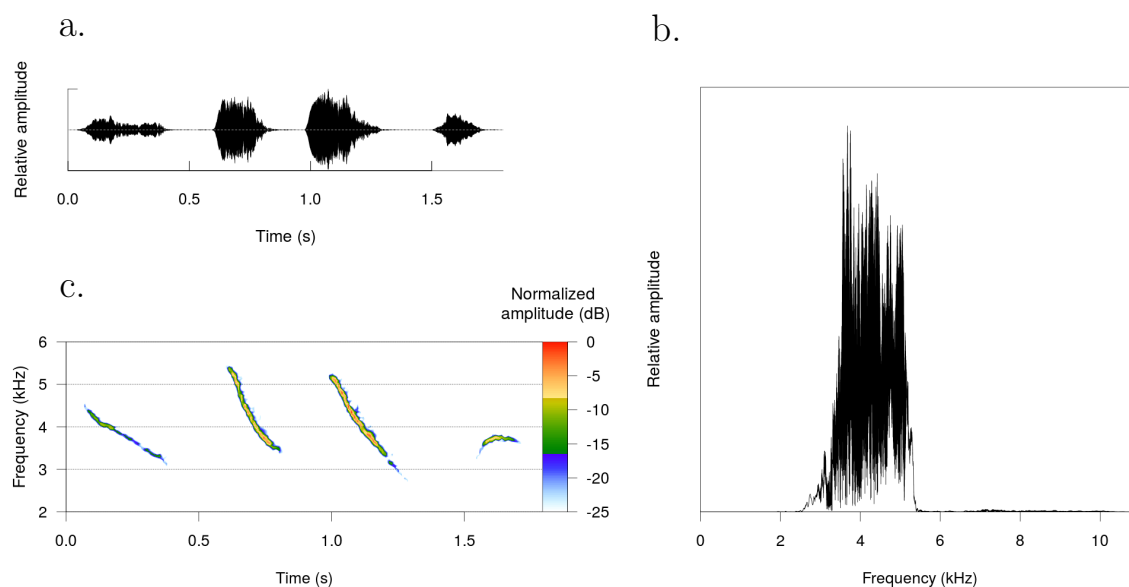 a.
Relative amplitude
0.0
0.5
1.0
1.5
Time (s)
b.
Relative amplitude
0
2
4
6
8
10
Frequency (kHz)
c.
Normalized
amplitude (dB)
Frequency (kHz)
6
5
4
3
2
0.0
0.5
1.0
1.5
Time (s)
0
-5
-10
-15
-20
-25